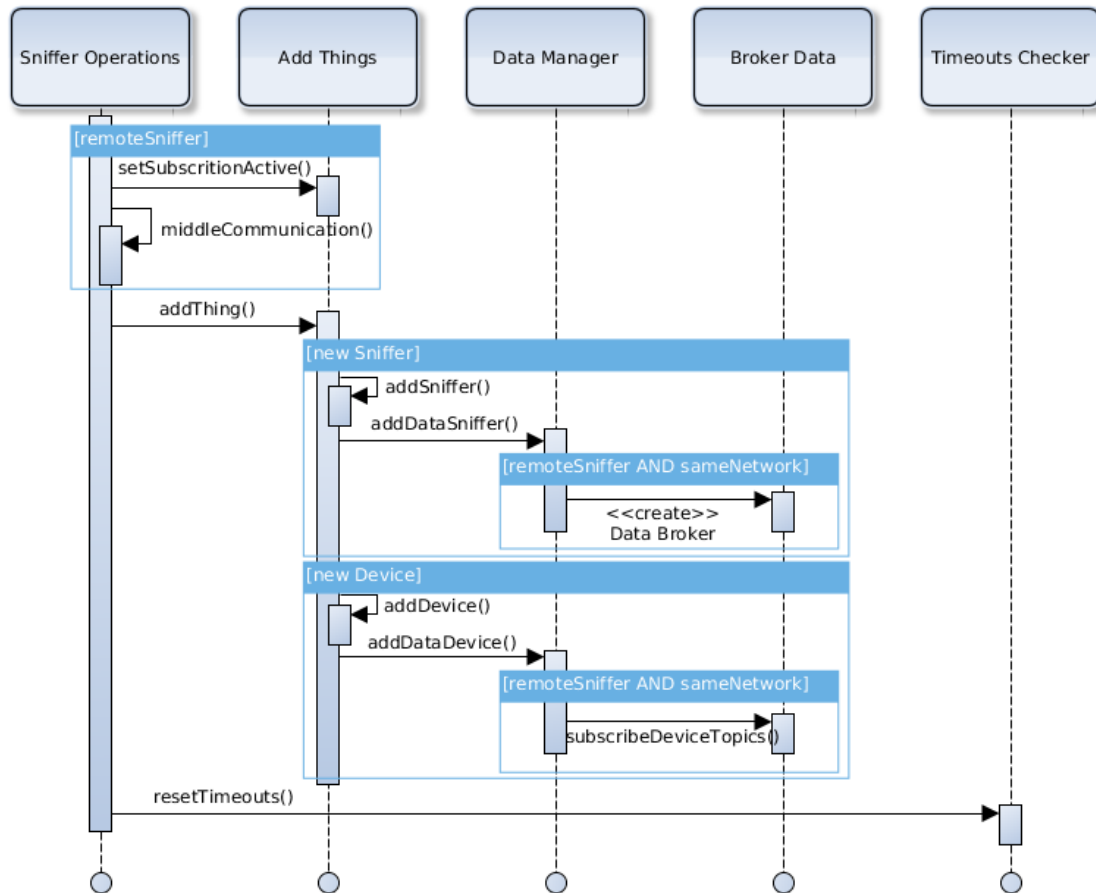 Sniffer Operations
Add Things
Data Manager
Broker Data
Timeouts Checker
[remoteSniffer]
setSubscritionActive()
middleCommunication()
addThing()
[new Sniffer]
addSniffer()
addDataSniffer()
[remoteSniffer AND sameNetwork]
<<create>>
Data Broker
[new Device]
addDevice()
addDataDevice()
[remoteSniffer AND sameNetwork]
subscribeDeviceTopics()
resetTimeouts()